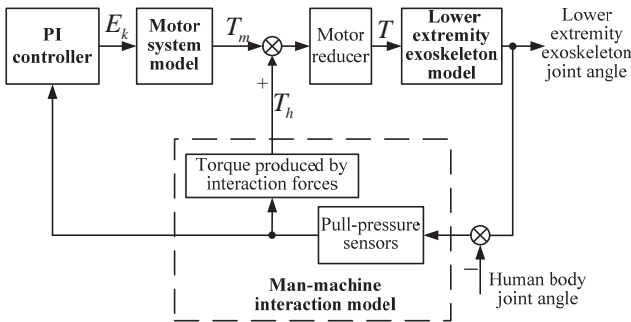 PI
controller
E_k
Motor
system
model
T_m
Motor
reducer
T
Lower
extremity
exoskeleton
model
Lower
extremity
exoskeleton
joint angle
+
T_h
Torque produced by
interaction forces
Pull-pressure
sensors
−
Human body
joint angle
Man-machine
interaction model